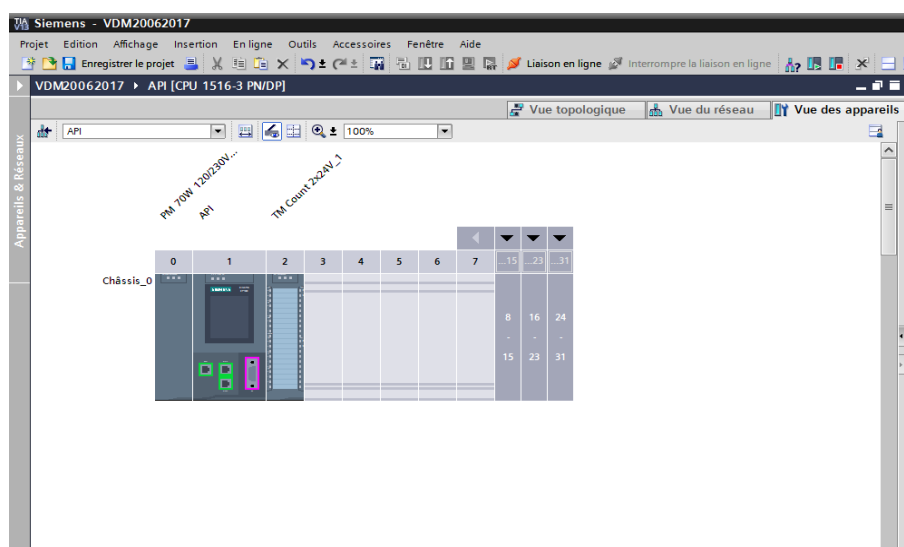 Siemens - VDM20062017
Projet Edition Affichage Insertion En ligne Outils Accessoires Fenêtre Aide
Enregistrer le projet Liaison en ligne Interrompre la liaison en ligne
VDM20062017 API [CPU 1516-3 PN/DP]
Vue topologique Vue du réseau Vue des appareils
API 100%
Appareils & Réseaux
PM 70W 120/230V... API TM Count 2x24V_1
0 1 2 3 4 5 6 7 ...15 ...23 ...31
Châssis_0
SIEMENS
8 16 24
- - -
15 23 31